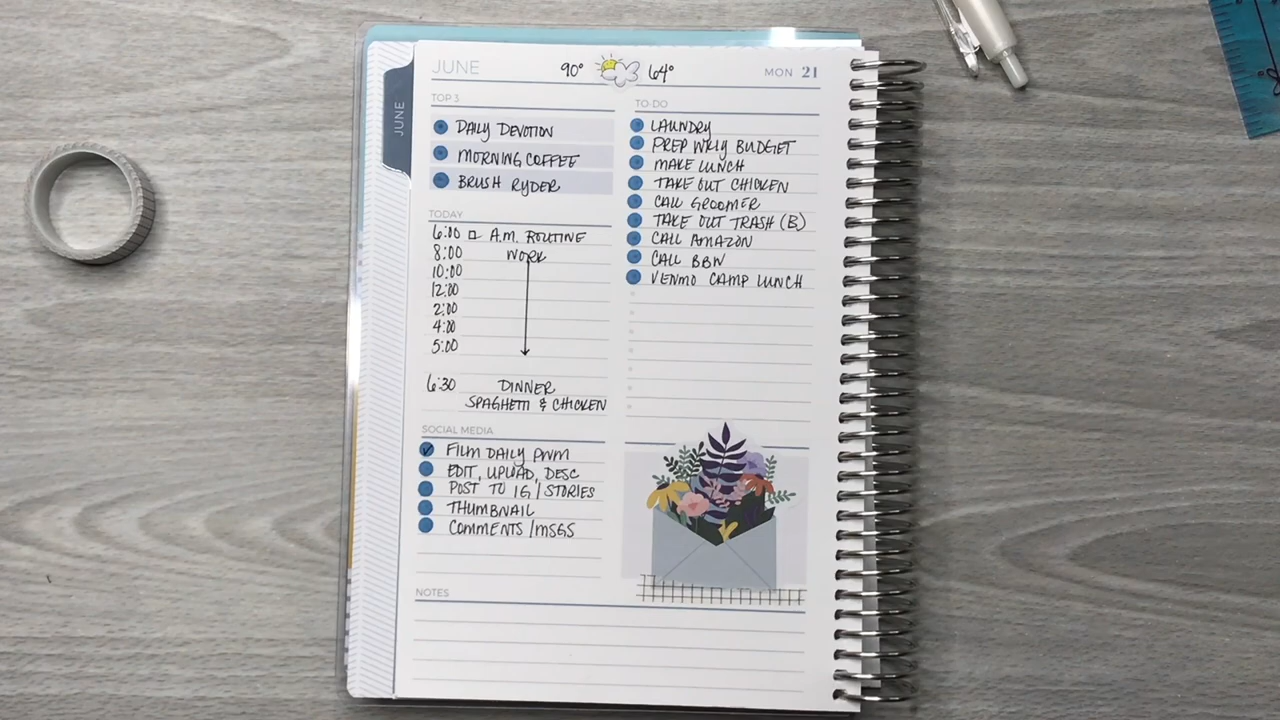 JUNE 90° 64° MON 21
JUNE
TOP 3
DAILY DEVOTION
MORNING COFFEE
BRUSH RYDER
TODAY
6:00 A.M. ROUTINE
8:00 WORK
10:00
12:00
2:00
4:00
5:00
6:30 DINNER
SPAGHETTI & CHICKEN
SOCIAL MEDIA
FILM DAILY PWM
EDIT, UPLOAD, DESC
POST TO IG / STORIES
THUMBNAIL
COMMENTS / MSGS
TO-DO
LAUNDRY
PREP WKLY BUDGET
MAKE LUNCH
TAKE OUT CHICKEN
CALL GROOMER
TAKE OUT TRASH (B)
CALL AMAZON
CALL BBW
VENMO CAMP LUNCH
NOTES